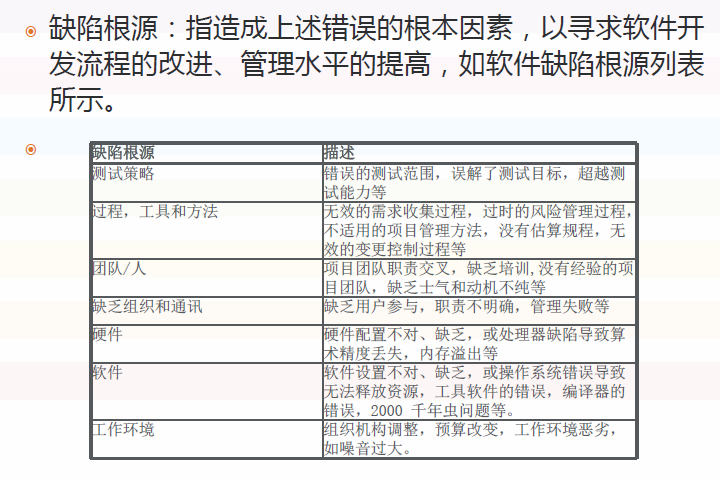 缺陷根源：指造成上述错误的根本因素，以寻求软件开
发流程的改进、管理水平的提高，如软件缺陷根源列表
所示。
缺陷根源 描述
测试策略 错误的测试范围，误解了测试目标，超越测
试能力等
过程，工具和方法 无效的需求收集过程，过时的风险管理过程，
不适用的项目管理方法，没有估算规程，无
效的变更控制过程等
团队/人 项目团队职责交叉，缺乏培训,没有经验的项
目团队，缺乏士气和动机不纯等
缺乏组织和通讯 缺乏用户参与，职责不明确，管理失败等
硬件 硬件配置不对、缺乏，或处理器缺陷导致算
术精度丢失，内存溢出等
软件 软件设置不对、缺乏，或操作系统错误导致
无法释放资源，工具软件的错误，编译器的
错误，2000 千年虫问题等。
工作环境 组织机构调整，预算改变，工作环境恶劣，
如噪音过大。